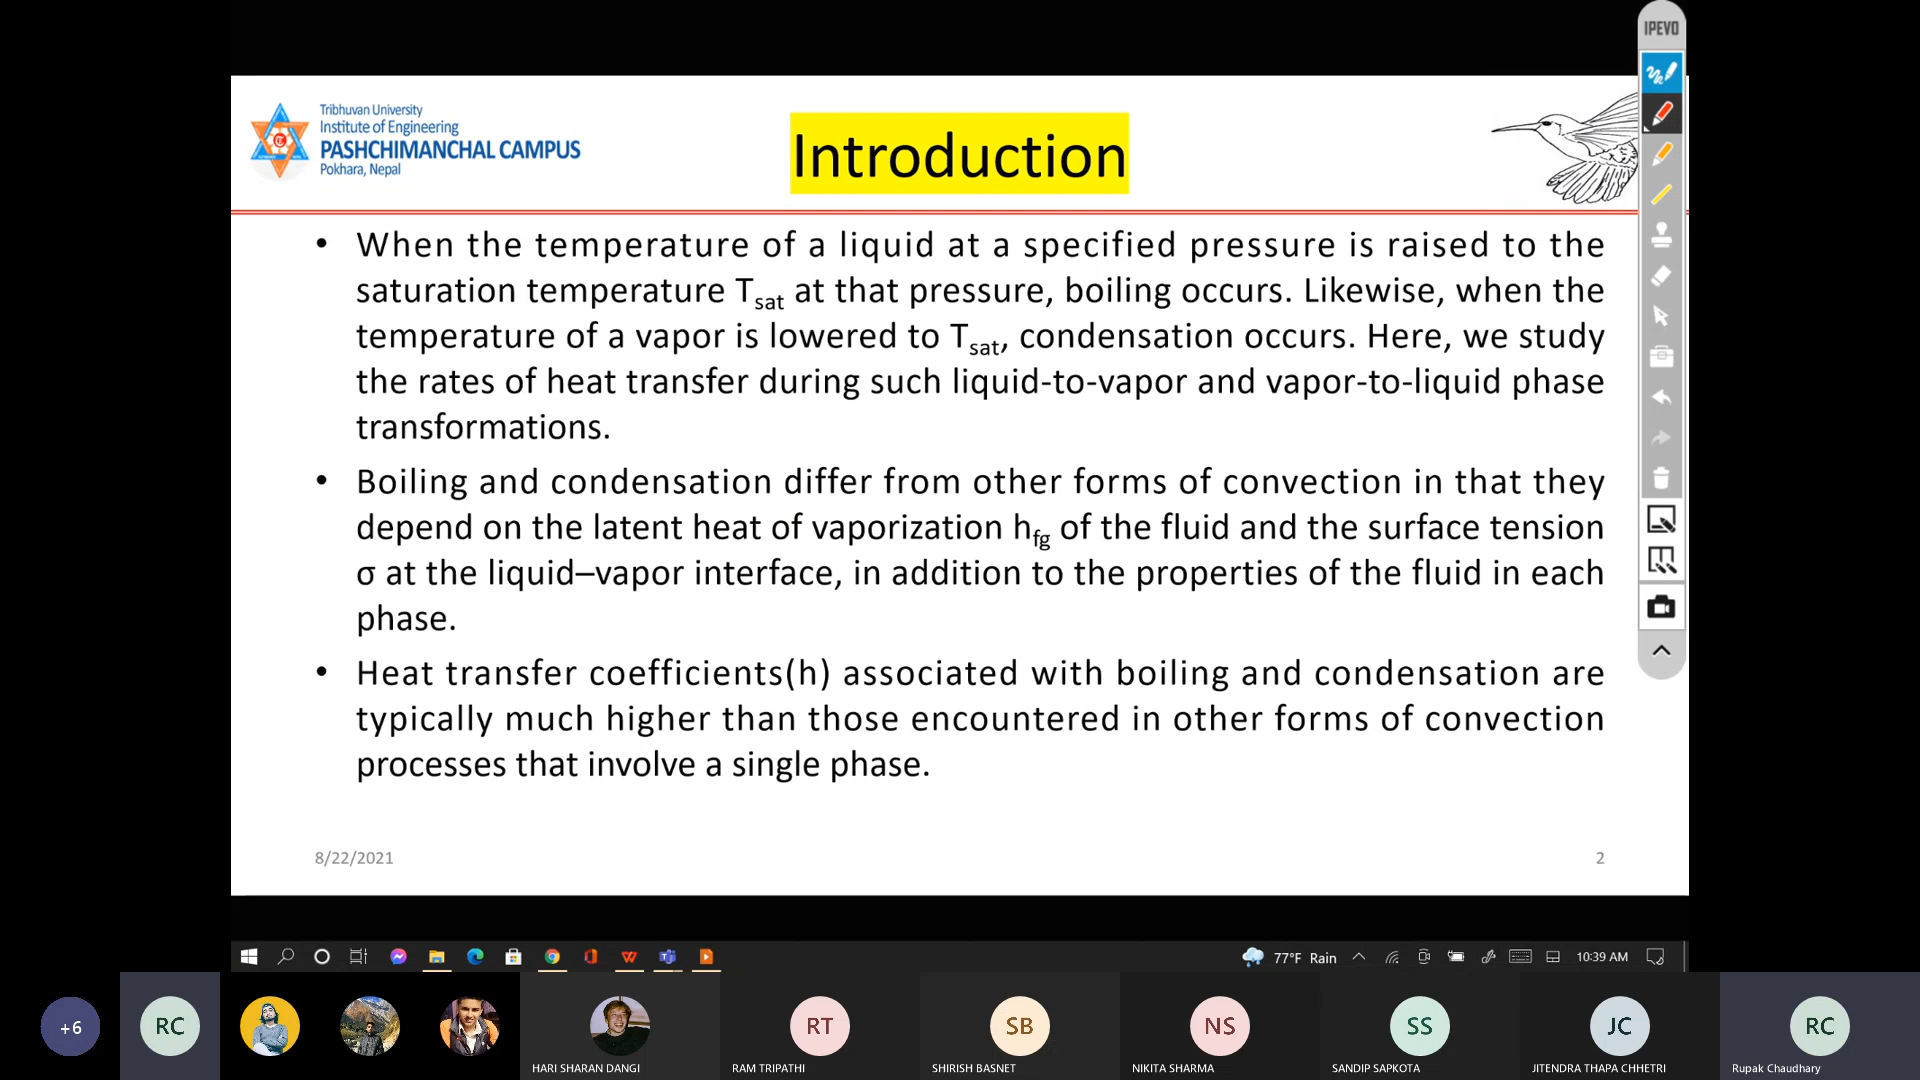 IPEVO
Tribhuvan University
Institute of Engineering
PASHCHIMANCHAL CAMPUS
Pokhara, Nepal
Introduction
• When the temperature of a liquid at a specified pressure is raised to the
saturation temperature Tsat at that pressure, boiling occurs. Likewise, when the
temperature of a vapor is lowered to Tsat, condensation occurs. Here, we study
the rates of heat transfer during such liquid-to-vapor and vapor-to-liquid phase
transformations.
• Boiling and condensation differ from other forms of convection in that they
depend on the latent heat of vaporization hfg of the fluid and the surface tension
σ at the liquid–vapor interface, in addition to the properties of the fluid in each
phase.
• Heat transfer coefficients(h) associated with boiling and condensation are
typically much higher than those encountered in other forms of convection
processes that involve a single phase.
8/22/2021
2
77°F Rain
10:39 AM
+6
RC
RT
SB
NS
SS
JC
RC
HARI SHARAN DANGI
RAM TRIPATHI
SHIRISH BASNET
NIKITA SHARMA
SANDIP SAPKOTA
JITENDRA THAPA CHHETRI
Rupak Chaudhary